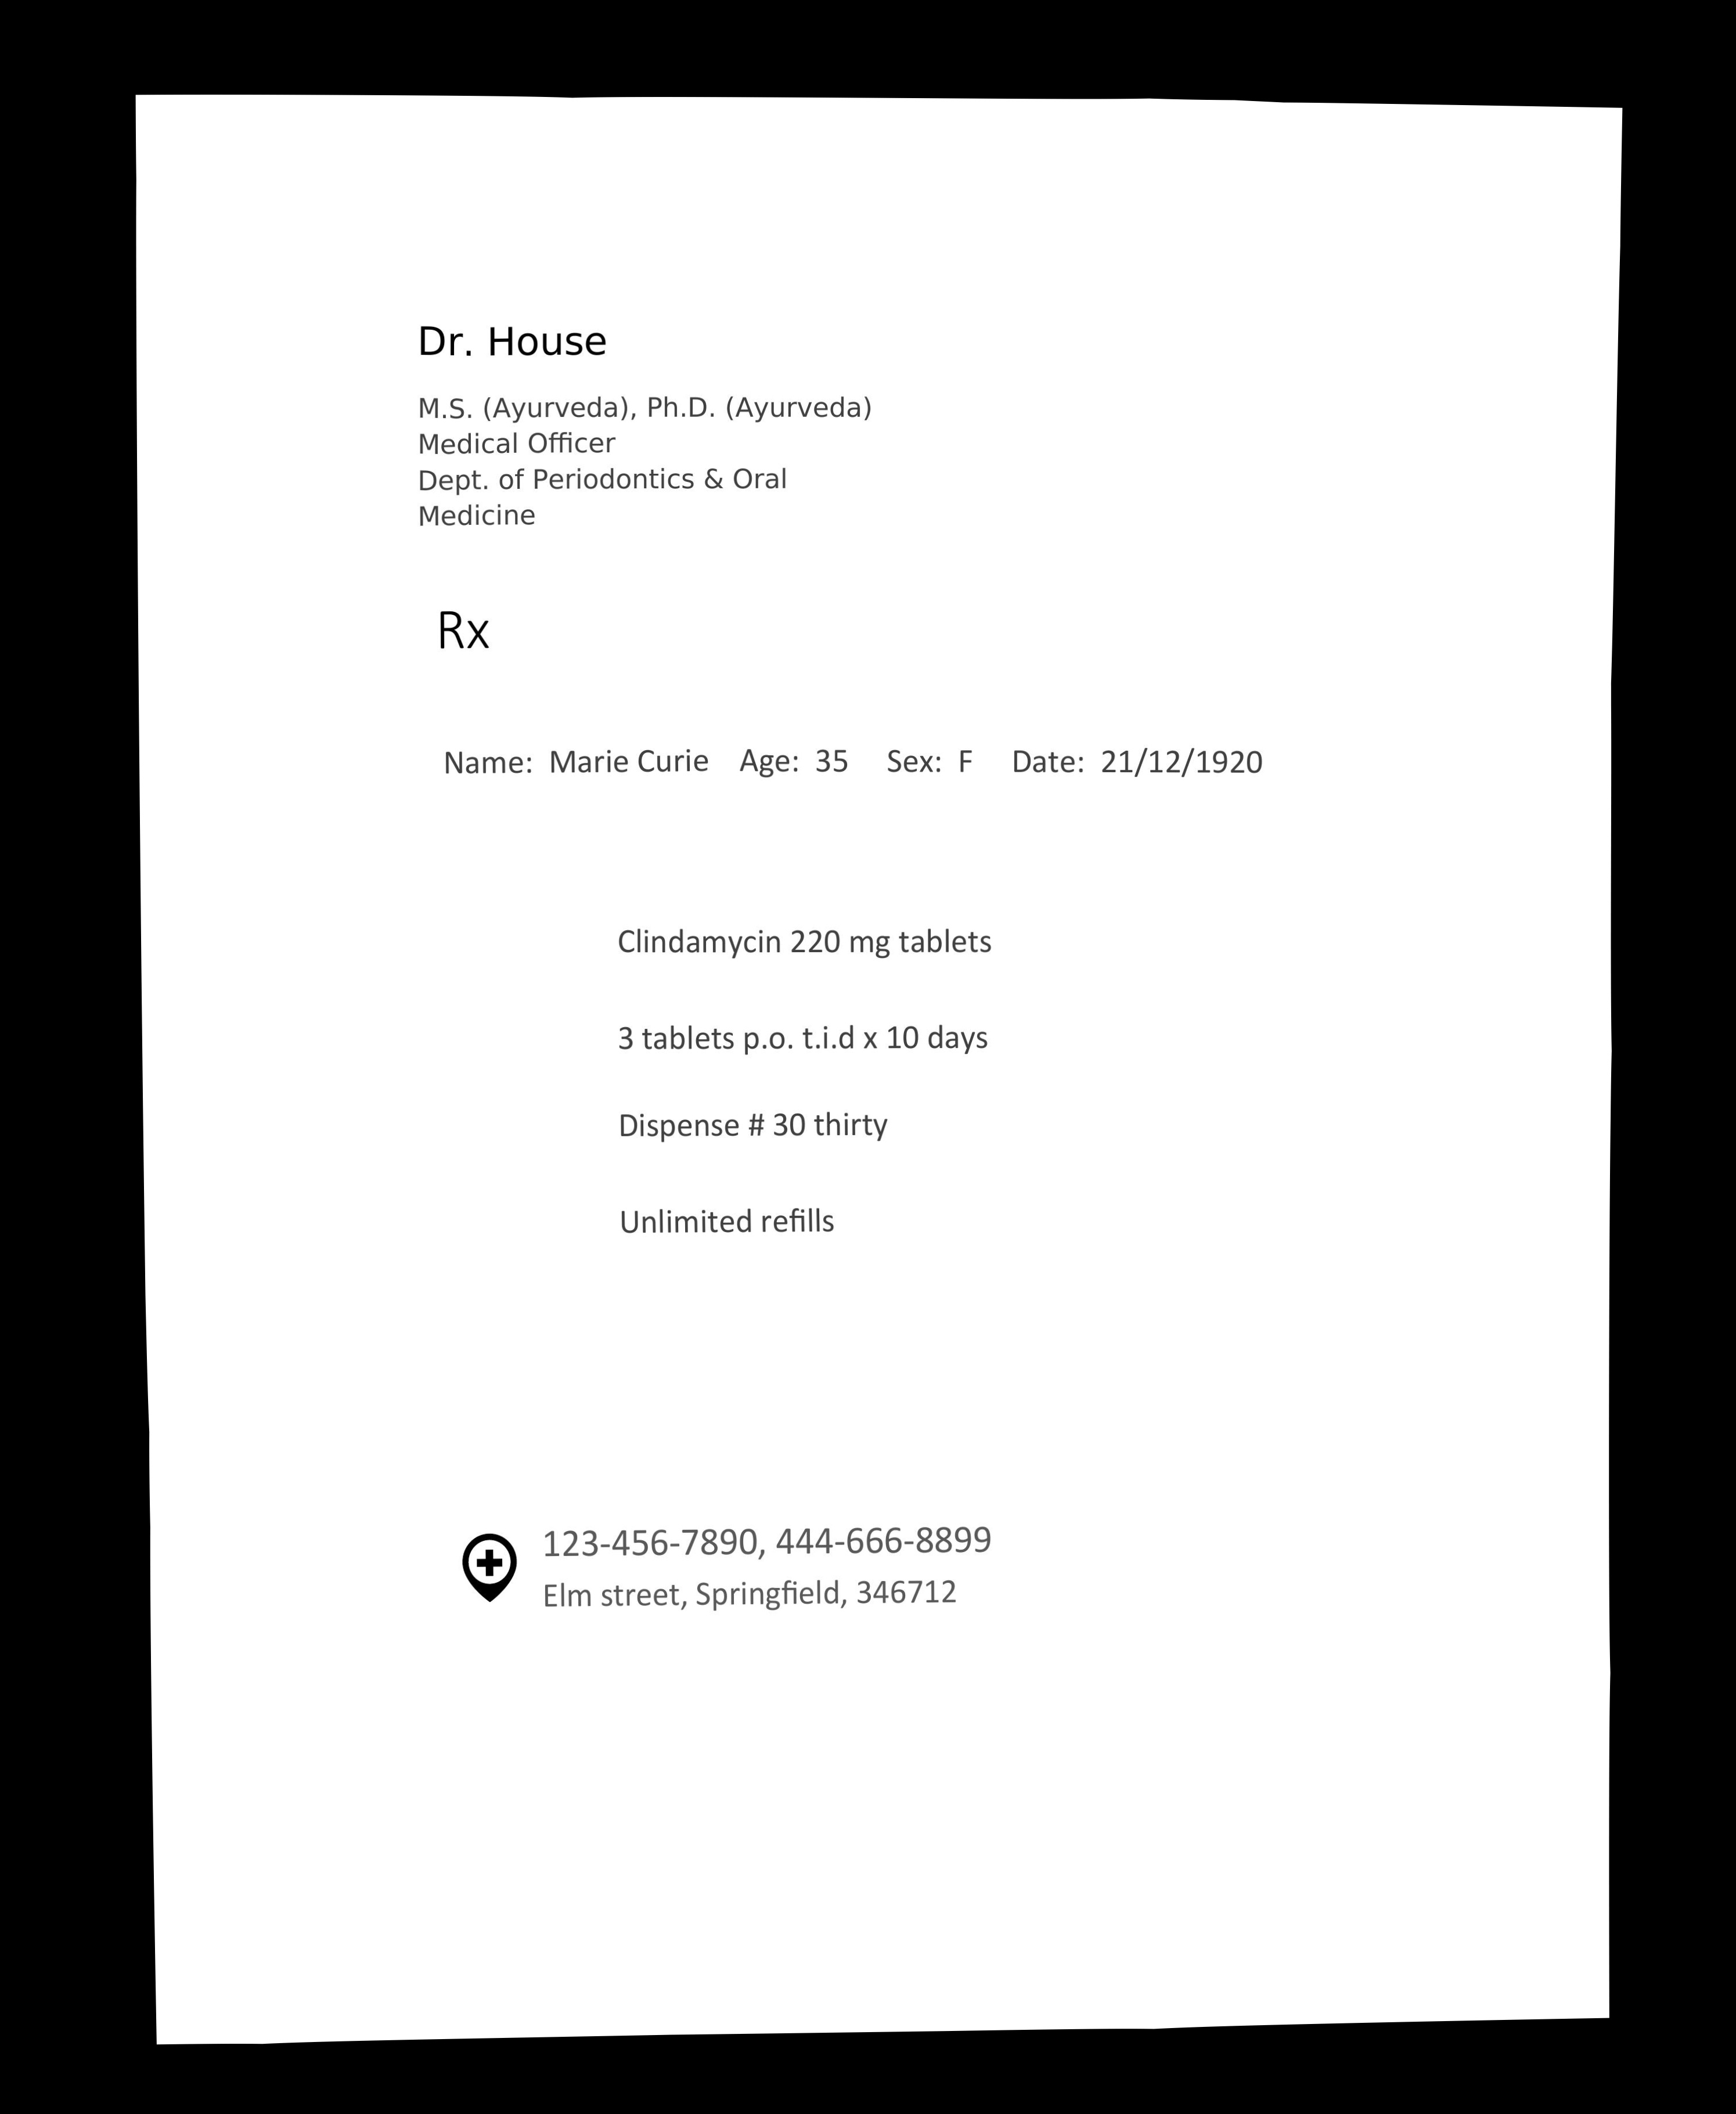 Dr. House
M.S. (Ayurveda), Ph.D. (Ayurveda)
Medical Officer
Dept. of Periodontics & Oral
Medicine
Rx
Name: Marie Curie Age: 35 Sex: F Date: 21/12/1920
Clindamycin 220 mg tablets
3 tablets p.o. t.i.d x 10 days
Dispense # 30 thirty
Unlimited refills
123-456-7890, 444-666-8899
Elm street, Springfield, 346712